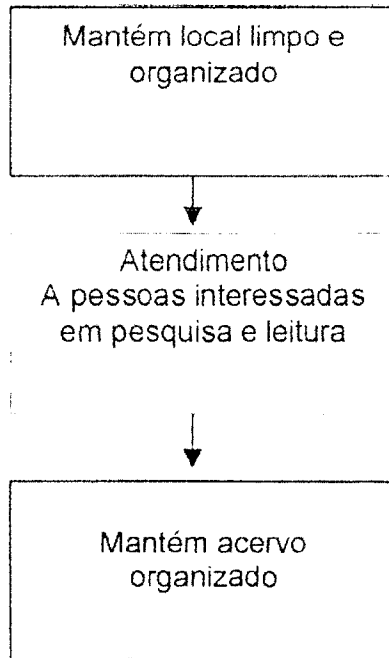 Mantém local limpo e
organizado
Atendimento
A pessoas interessadas
em pesquisa e leitura
Mantém acervo
organizado